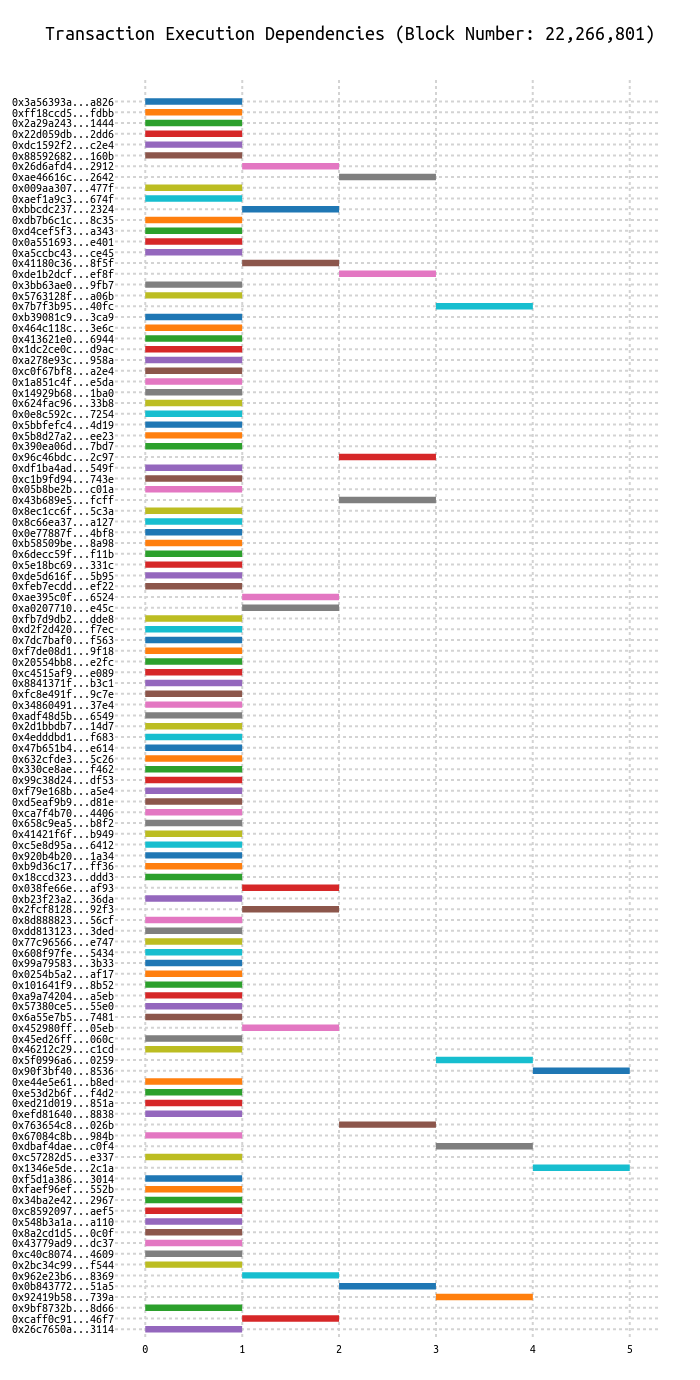 Transaction Execution Dependencies (Block Number: 22,266,801)
0x3a56393a...a826
0xff18ccd5...fdbb
0x2a29a243...1444
0x22d059db...2dd6
0xdc1592f2...c2e4
0x88592682...160b
0x26d6afd4...2912
0xae46616c...2642
0x009aa307...477f
0xaef1a9c3...674f
0xbbcdc237...2324
0xdb7b6c1c...8c35
0xd4cef5f3...a343
0x0a551693...e401
0xa5ccbc43...ce45
0x41180c36...8f5f
0xde1b2dcf...ef8f
0x3bb63ae0...9fb7
0x5763128f...a06b
0x7b7f3b95...40fc
0xb39081c9...3ca9
0x464c118c...3e6c
0x413621e0...6944
0x1dc2ce0c...d9ac
0xa278e93c...958a
0xc0f67bf8...a2e4
0x1a851c4f...e5da
0x14929b68...1ba0
0x624fac96...33b8
0x0e8c592c...7254
0x5bbfefc4...4d19
0x5b8d27a2...ee23
0x390ea06d...7bd7
0x96c46bdc...2c97
0xdf1ba4ad...549f
0xc1b9fd94...743e
0x05b8be2b...c01a
0x43b689e5...fcff
0x8ec1cc6f...5c3a
0x8c66ea37...a127
0x0e77887f...4bf8
0xb58509be...8a98
0x6decc59f...f11b
0x5e18bc69...331c
0xde5d616f...5b95
0xfeb7ecdd...ef22
0xae395c0f...6524
0xa0207710...e45c
0xfb7d9db2...dde8
0xd2f2d420...f7ec
0x7dc7baf0...f563
0xf7de08d1...9f18
0x20554bb8...e2fc
0xc4515af9...e089
0x8841371f...b3c1
0xfc8e491f...9c7e
0x34860491...37e4
0xadf48d5b...6549
0x2d1bbdb7...14d7
0x4edddbd1...f683
0x47b651b4...e614
0x632cfde3...5c26
0x330ce8ae...f462
0x99c38d24...df53
0xf79e168b...a5e4
0xd5eaf9b9...d81e
0xca7f4b70...4406
0x658c9ea5...b8f2
0x41421f6f...b949
0xc5e8d95a...6412
0x920b4b20...1a34
0xb9d36c17...ff36
0x18ccd323...ddd3
0x038fe66e...af93
0xb23f23a2...36da
0x2fcf8128...92f3
0x8d888823...56cf
0xdd813123...3ded
0x77c96566...e747
0x608f97fe...5434
0x99a79583...3b33
0x0254b5a2...af17
0x101641f9...8b52
0xa9a74204...a5eb
0x57380ce5...55e0
0x6a55e7b5...7481
0x452980ff...05eb
0x45ed26ff...060c
0x46212c29...c1cd
0x5f0996a6...0259
0x90f3bf40...8536
0xe44e5e61...b8ed
0xe53d2b6f...f4d2
0xed21d019...851a
0xefd81640...8838
0x763654c8...026b
0x67084c8b...984b
0xdbaf4dae...c0f4
0xc57282d5...e337
0x1346e5de...2c1a
0xf5d1a386...3014
0xfaef96ef...552b
0x34ba2e42...2967
0xc8592097...aef5
0x548b3a1a...a110
0x8a2cd1d5...0c0f
0x43779ad9...dc37
0xc40c8074...4609
0x2bc34c99...f544
0x962e23b6...8369
0x0b843772...51a5
0x92419b58...739a
0x9bf8732b...8d66
0xcaff0c91...46f7
0x26c7650a...3114
0 1 2 3 4 5